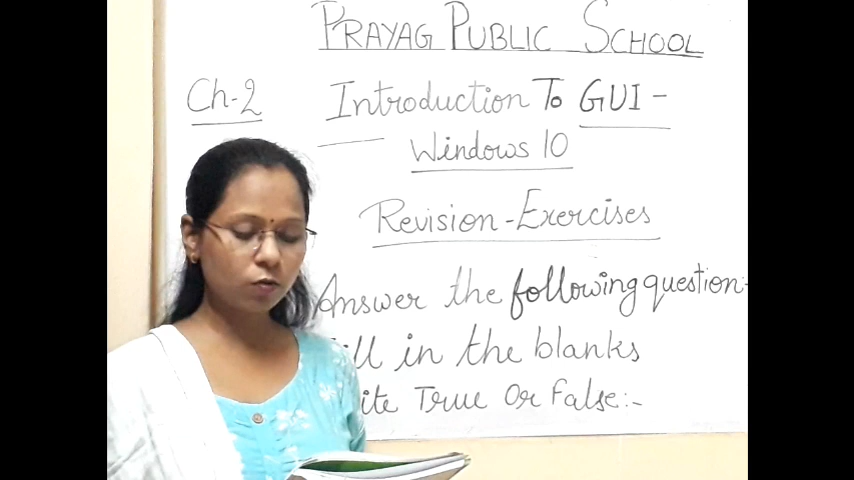 PRAYAG PUBLIC SCHOOL
Ch-2
Introduction To GUI -
Windows 10
Revision - Exercises
Answer the following question:-
in the blanks
True Or False:-